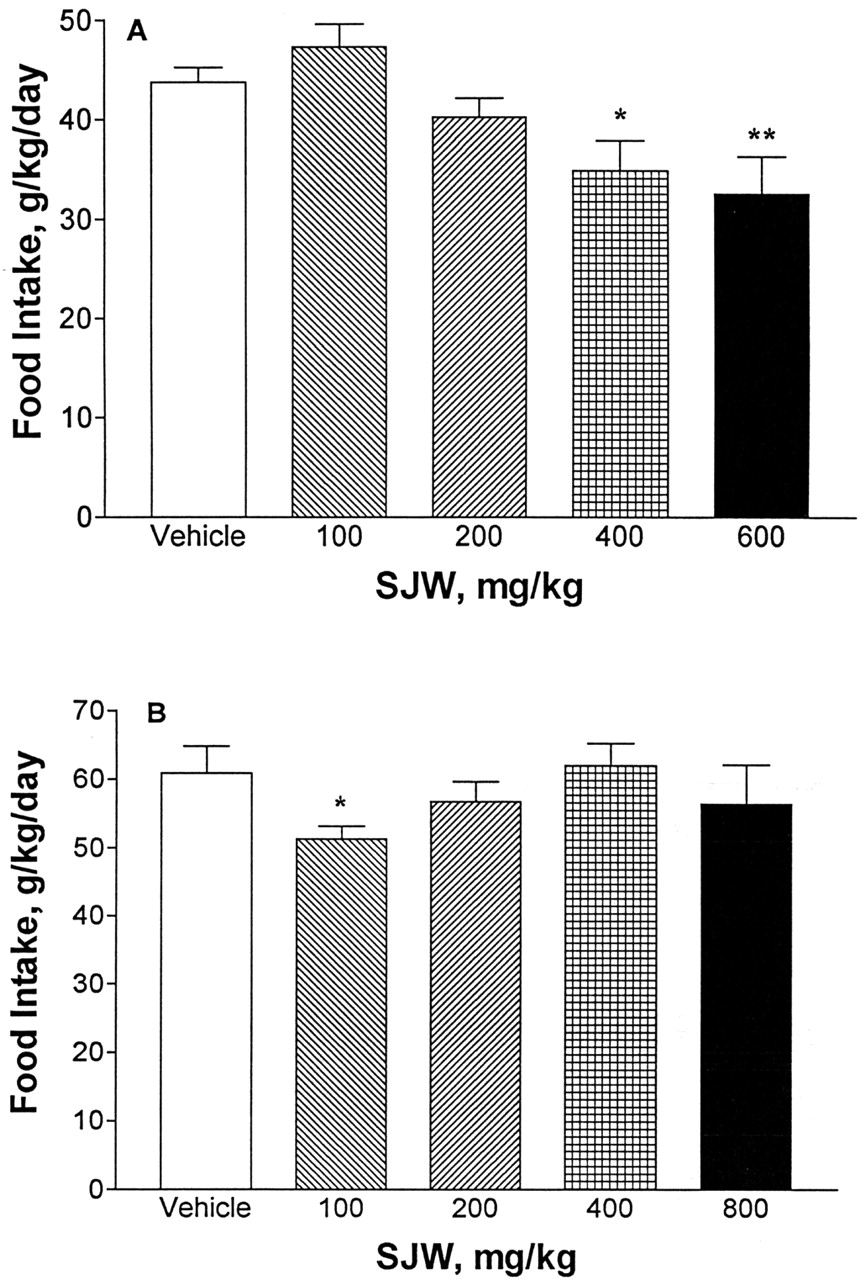 A
Food Intake, g/kg/day
50
40
30
20
10
0
*
**
Vehicle 100 200 400 600
SJW, mg/kg
B
Food Intake, g/kg/day
70
60
50
40
30
20
10
0
*
Vehicle 100 200 400 800
SJW, mg/kg